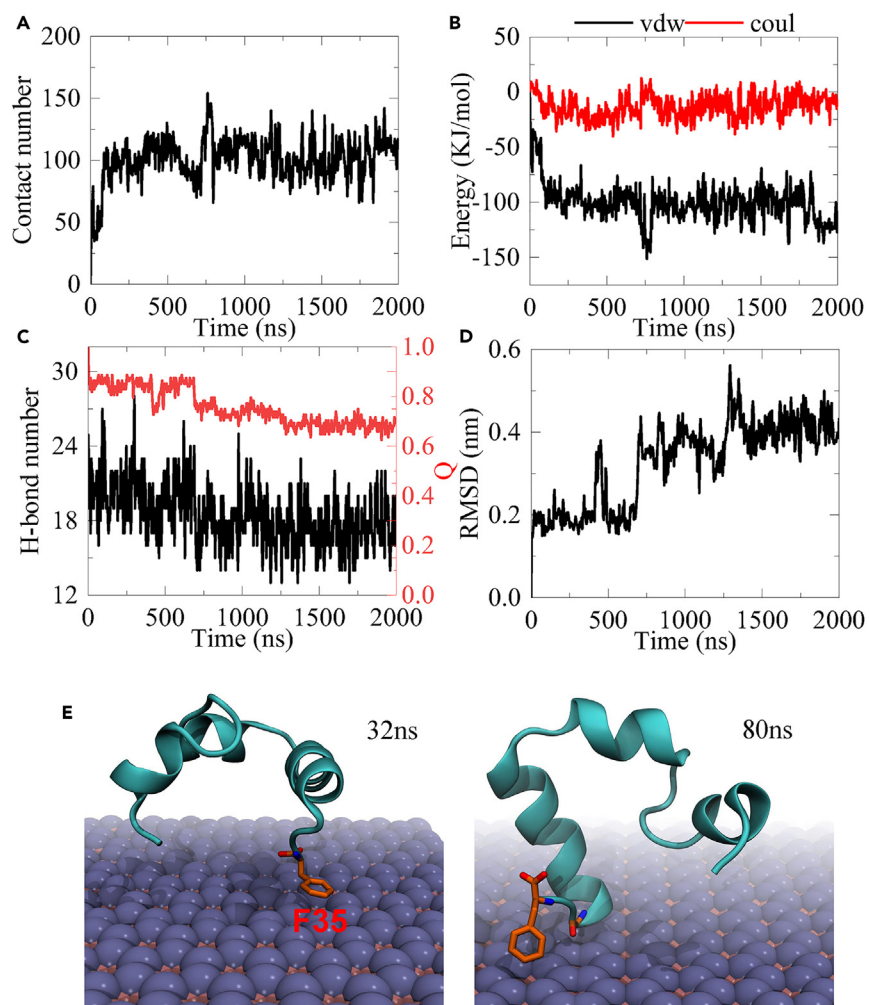 A
200
150
100
50
0
Contact number
0 500 1000 1500 2000
Time (ns)
B
vdw coul
50
0
-50
-100
-150
Energy (KJ/mol)
0 500 1000 1500 2000
Time (ns)
C
30
24
18
12
H-bond number
1.0
0.8
0.6
0.4
0.2
0.0
Q
0 500 1000 1500 2000
Time (ns)
D
0.6
0.4
0.2
0.0
RMSD (nm)
0 500 1000 1500 2000
Time (ns)
E
32ns
F35
80ns